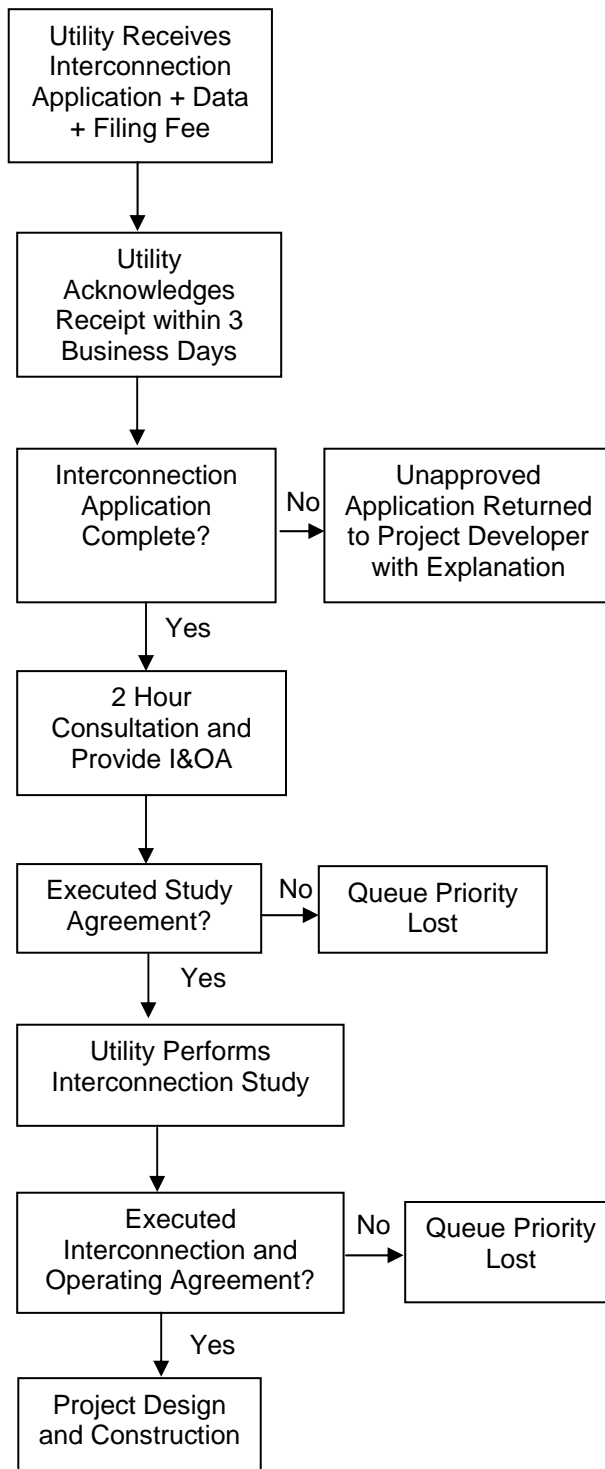 Utility Receives
Interconnection
Application + Data
+ Filing Fee
Utility
Acknowledges
Receipt within 3
Business Days
Interconnection
Application
Complete?
No
Unapproved
Application Returned
to Project Developer
with Explanation
Yes
2 Hour
Consultation and
Provide I&OA
Executed Study
Agreement?
No
Queue Priority
Lost
Yes
Utility Performs
Interconnection Study
Executed
Interconnection and
Operating Agreement?
No
Queue Priority
Lost
Yes
Project Design
and Construction